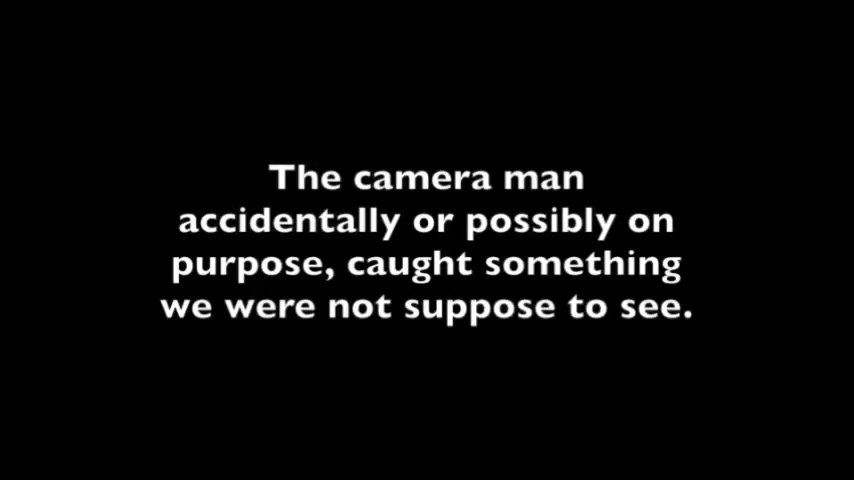 The camera man
accidentally or possibly on
purpose, caught something
we were not suppose to see.